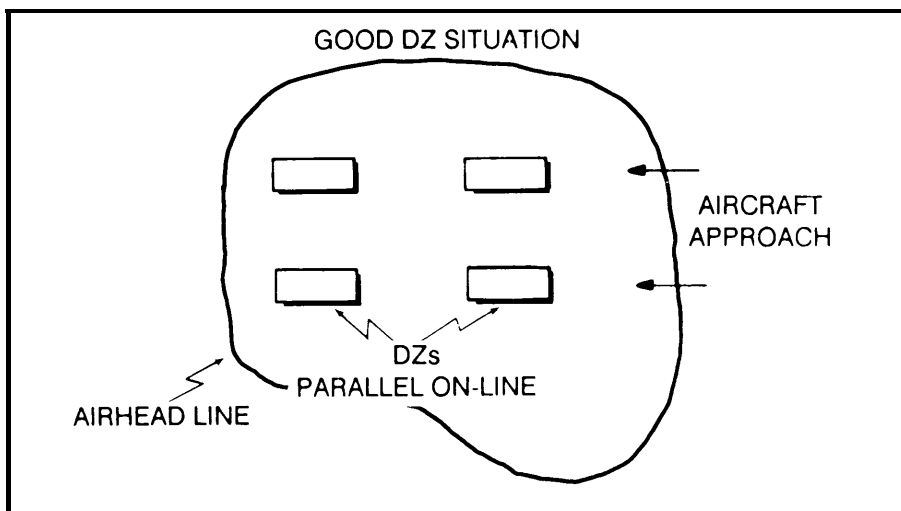 GOOD DZ SITUATION
AIRCRAFT
APPROACH
DZs
PARALLEL ON-LINE
AIRHEAD LINE